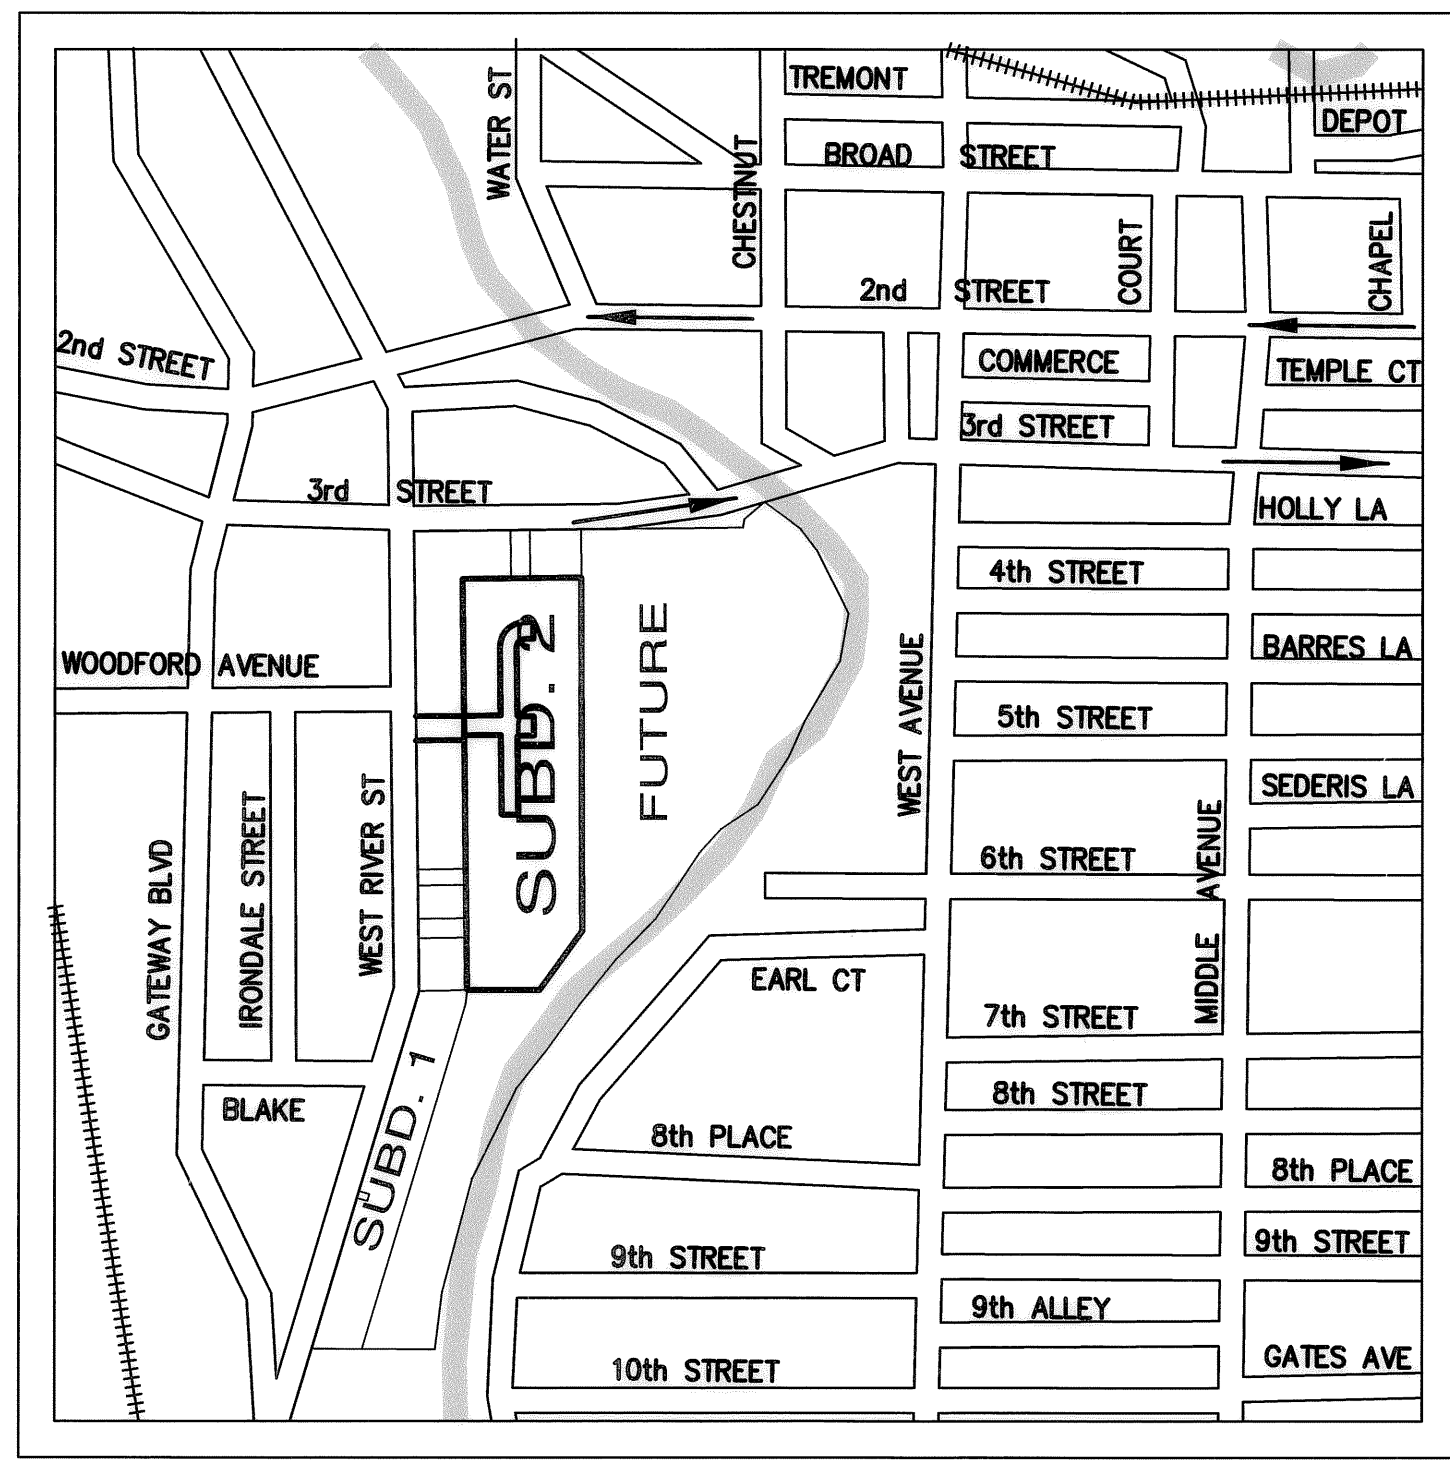 TREMONT
WATER ST
DEPOT
BROAD STREET
CHESTNUT
COURT
CHAPEL
2nd STREET
2nd STREET
COMMERCE
TEMPLE CT
3rd STREET
3rd STREET
HOLLY LA
4th STREET
WOODFORD AVENUE
SUBD. 2
FUTURE
WEST AVENUE
BARRES LA
5th STREET
SEDERIS LA
GATEWAY BLVD
IRONDALE STREET
WEST RIVER ST
6th STREET
MIDDLE AVENUE
EARL CT
7th STREET
BLAKE
SUBD. 1
8th STREET
8th PLACE
8th PLACE
9th STREET
9th STREET
9th ALLEY
10th STREET
GATES AVE